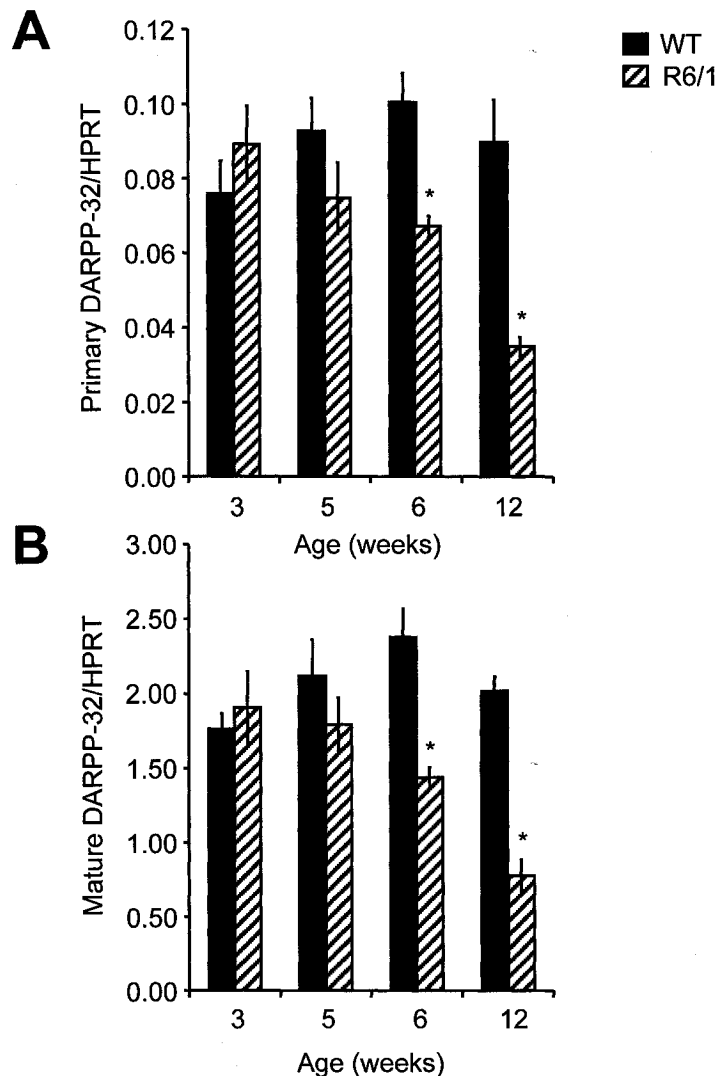 A
WT
R6/1
Primary DARPP-32/HPRT
0.12
0.10
0.08
0.06
0.04
0.02
0.00
*
*
3 5 6 12
Age (weeks)
B
Mature DARPP-32/HPRT
3.00
2.50
2.00
1.50
1.00
0.50
0.00
*
*
3 5 6 12
Age (weeks)